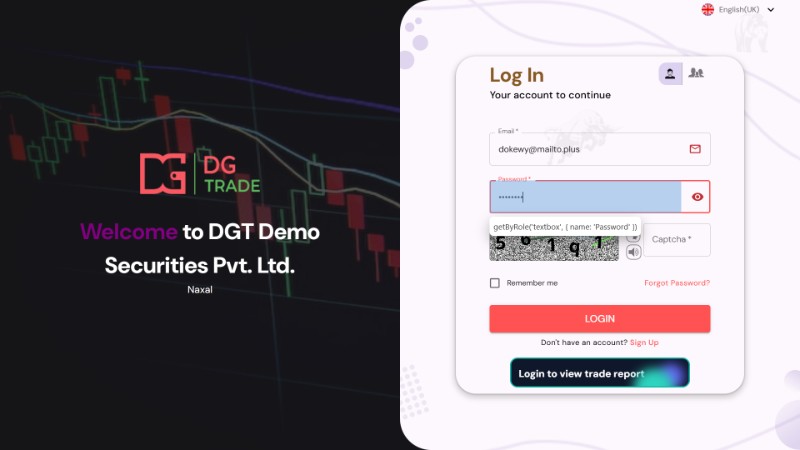 English(UK)
DG
TRADE
Welcome to DGT Demo
Securities Pvt. Ltd.
Naxal
Log In
Your account to continue
Email *
dokewy@mailto.plus
Password *
getByRole('textbox', { name: 'Password' })
5 6 1 q 1
Captcha *
Remember me
Forgot Password?
LOGIN
Don't have an account? Sign Up
Login to view trade report